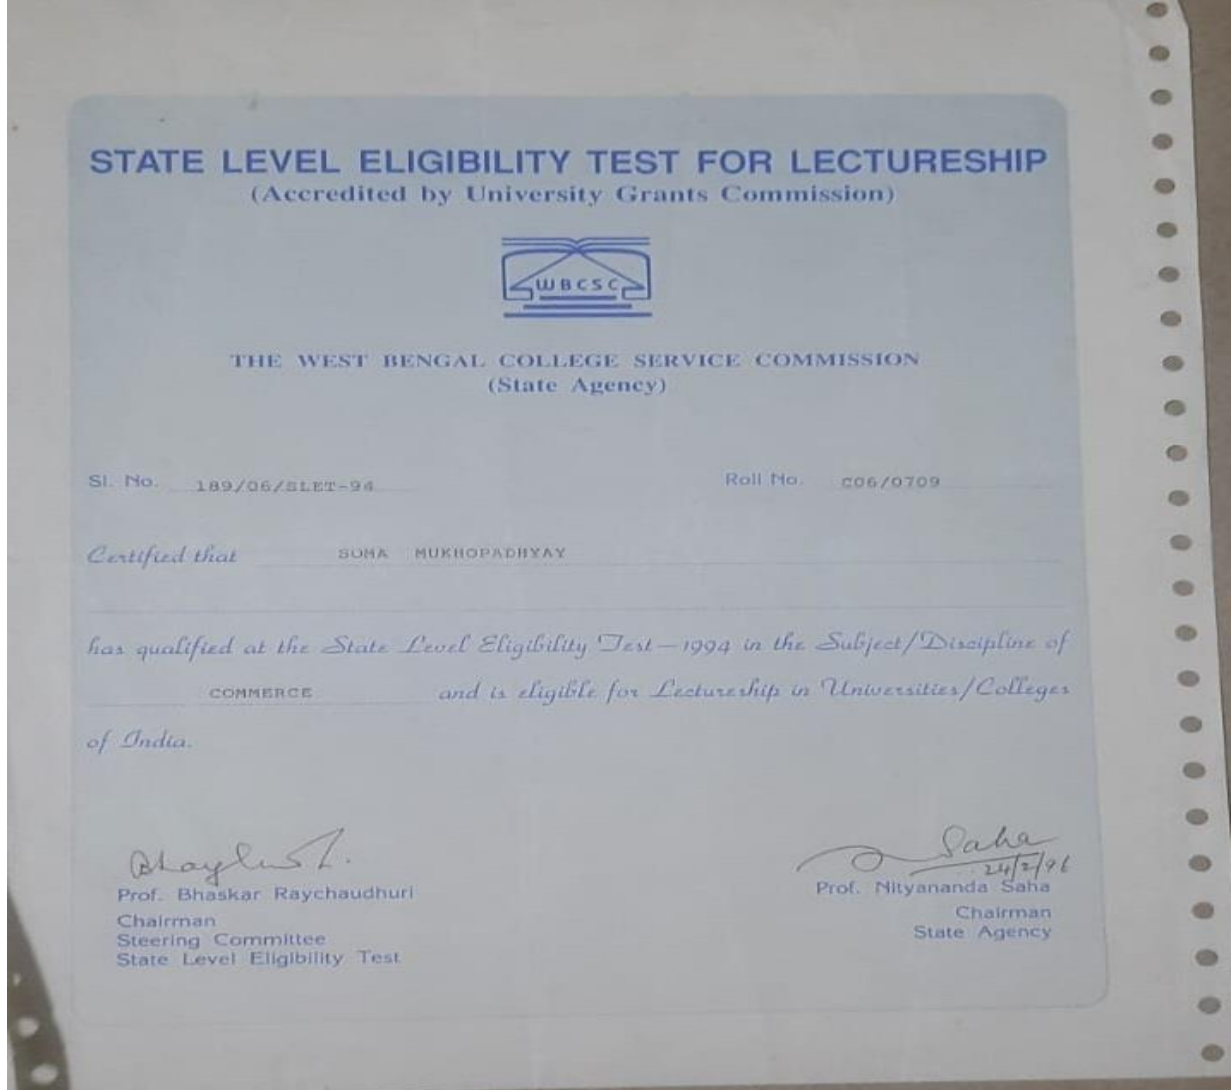 STATE LEVEL ELIGIBILITY TEST FOR LECTURESHIP
(Accredited by University Grants Commission)
WBCSC
THE WEST BENGAL COLLEGE SERVICE COMMISSION
(State Agency)
Sl. No. 189/06/SLET-94 Roll No. C06/0709
Certified that SOMA MUKHOPADHYAY
has qualified at the State Level Eligibility Test—1994 in the Subject/Discipline of
COMMERCE and is eligible for Lectureship in Universities/Colleges
of India.
Saha
24/2/96
Prof. Bhaskar Raychaudhuri Prof. Nityananda Saha
Chairman Chairman
Steering Committee State Agency
State Level Eligibility Test